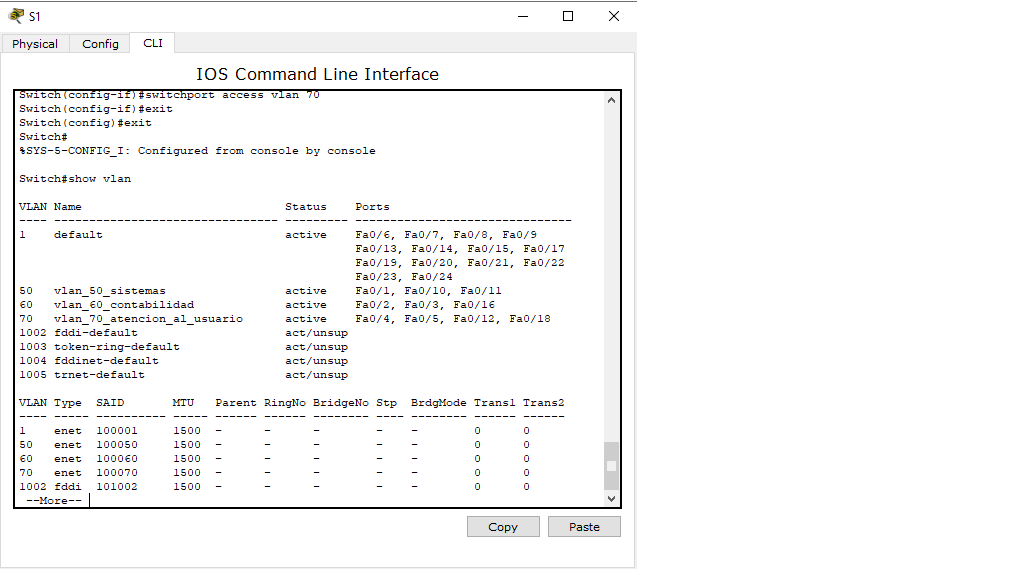 S1
Physical Config CLI
IOS Command Line Interface
Switch(config-if)#switchport access vlan 70
Switch(config-if)#exit
Switch(config)#exit
Switch#
%SYS-5-CONFIG_I: Configured from console by console
Switch#show vlan
VLAN Name                             Status    Ports
---- -------------------------------- --------- -------------------------------
1    default                          active    Fa0/6, Fa0/7, Fa0/8, Fa0/9
                                                Fa0/13, Fa0/14, Fa0/15, Fa0/17
                                                Fa0/19, Fa0/20, Fa0/21, Fa0/22
                                                Fa0/23, Fa0/24
50   vlan_50_sistemas                 active    Fa0/1, Fa0/10, Fa0/11
60   vlan_60_contabilidad             active    Fa0/2, Fa0/3, Fa0/16
70   vlan_70_atencion_al_usuario      active    Fa0/4, Fa0/5, Fa0/12, Fa0/18
1002 fddi-default                     act/unsup
1003 token-ring-default               act/unsup
1004 fddinet-default                  act/unsup
1005 trnet-default                    act/unsup
VLAN Type  SAID       MTU   Parent RingNo BridgeNo Stp  BrdgMode Trans1 Trans2
---- ----- ---------- ----- ------ ------ -------- ---- -------- ------ ------
1    enet  100001     1500  -      -      -        -    -        0      0
50   enet  100050     1500  -      -      -        -    -        0      0
60   enet  100060     1500  -      -      -        -    -        0      0
70   enet  100070     1500  -      -      -        -    -        0      0
1002 fddi  101002     1500  -      -      -        -    -        0      0
 --More--
Copy Paste